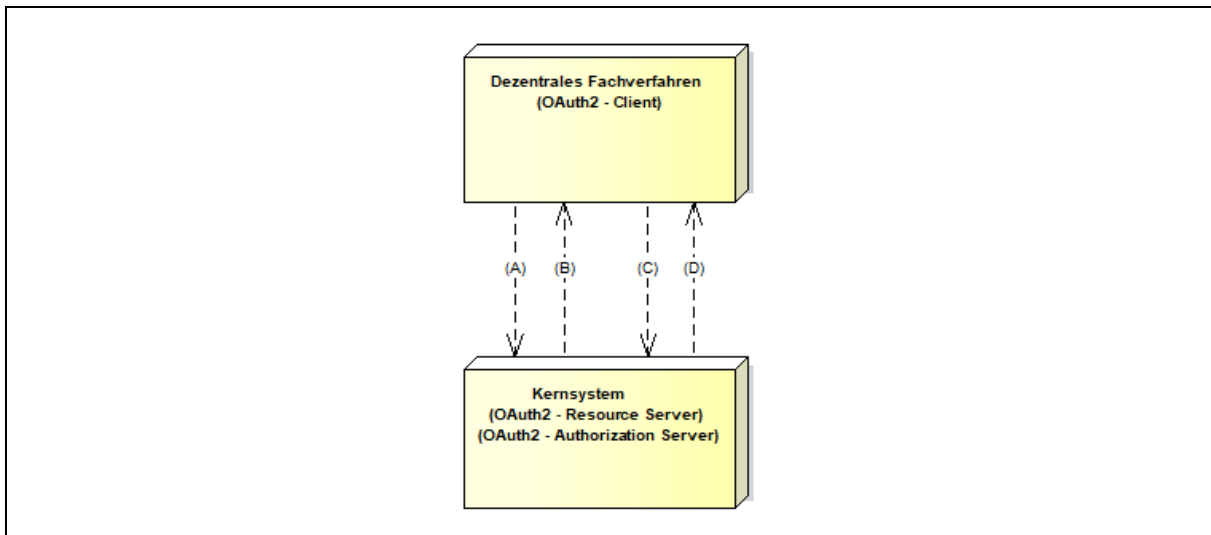 Dezentrales Fachverfahren
(OAuth2 - Client)
(A)
(B)
(C)
(D)
Kernsystem
(OAuth2 - Resource Server)
(OAuth2 - Authorization Server)